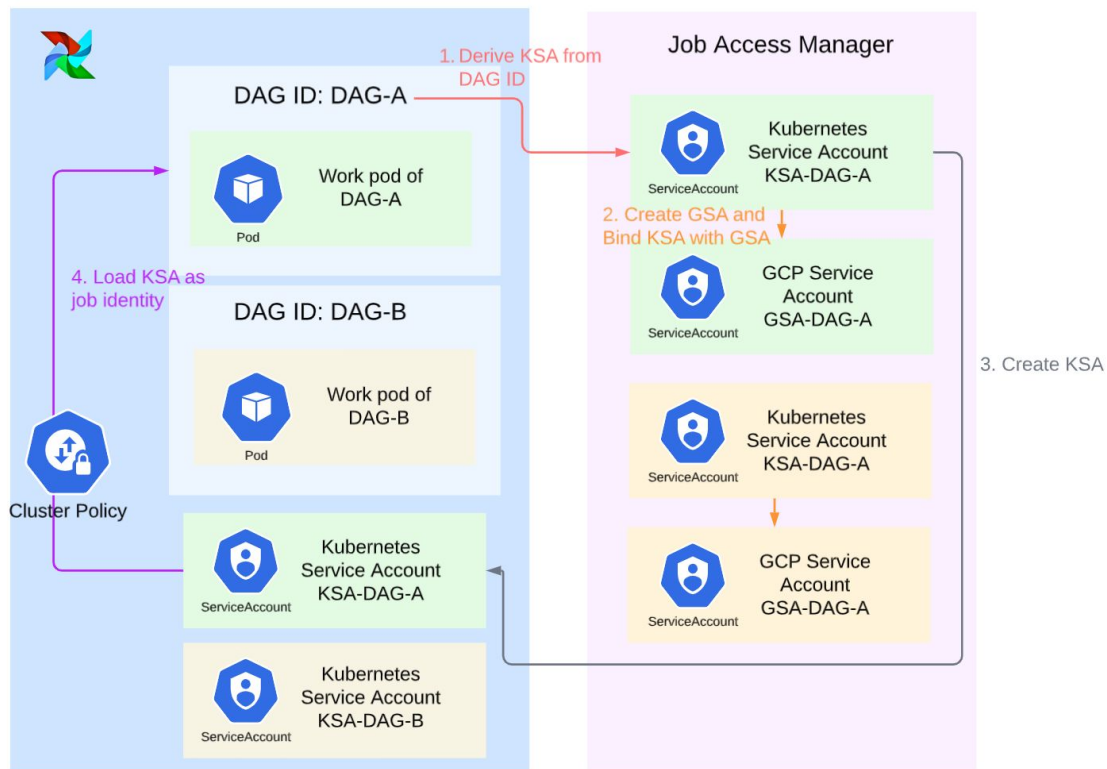 Job Access Manager
1. Derive KSA from
DAG ID
DAG ID: DAG-A
Work pod of
DAG-A
Pod
Kubernetes
Service Account
KSA-DAG-A
ServiceAccount
2. Create GSA and
Bind KSA with GSA
GCP Service
Account
GSA-DAG-A
ServiceAccount
4. Load KSA as
job identity
DAG ID: DAG-B
Work pod of
DAG-B
Pod
3. Create KSA
Kubernetes
Service Account
KSA-DAG-A
ServiceAccount
Cluster Policy
Kubernetes
Service Account
KSA-DAG-A
ServiceAccount
GCP Service
Account
GSA-DAG-A
ServiceAccount
Kubernetes
Service Account
KSA-DAG-B
ServiceAccount